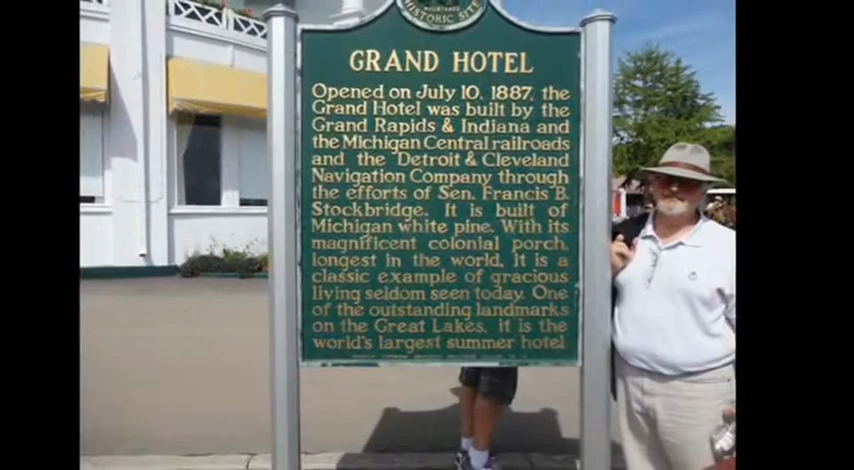 HISTORIC SITE
GRAND HOTEL
Opened on July 10, 1887, the
Grand Hotel was built by the
Grand Rapids & Indiana and
the Michigan Central railroads
and the Detroit & Cleveland
Navigation Company through
the efforts of Sen. Francis B.
Stockbridge. It is built of
Michigan white pine. With its
magnificent colonial porch,
longest in the world, it is a
classic example of gracious
living seldom seen today. One
of the outstanding landmarks
on the Great Lakes, it is the
world's largest summer hotel.